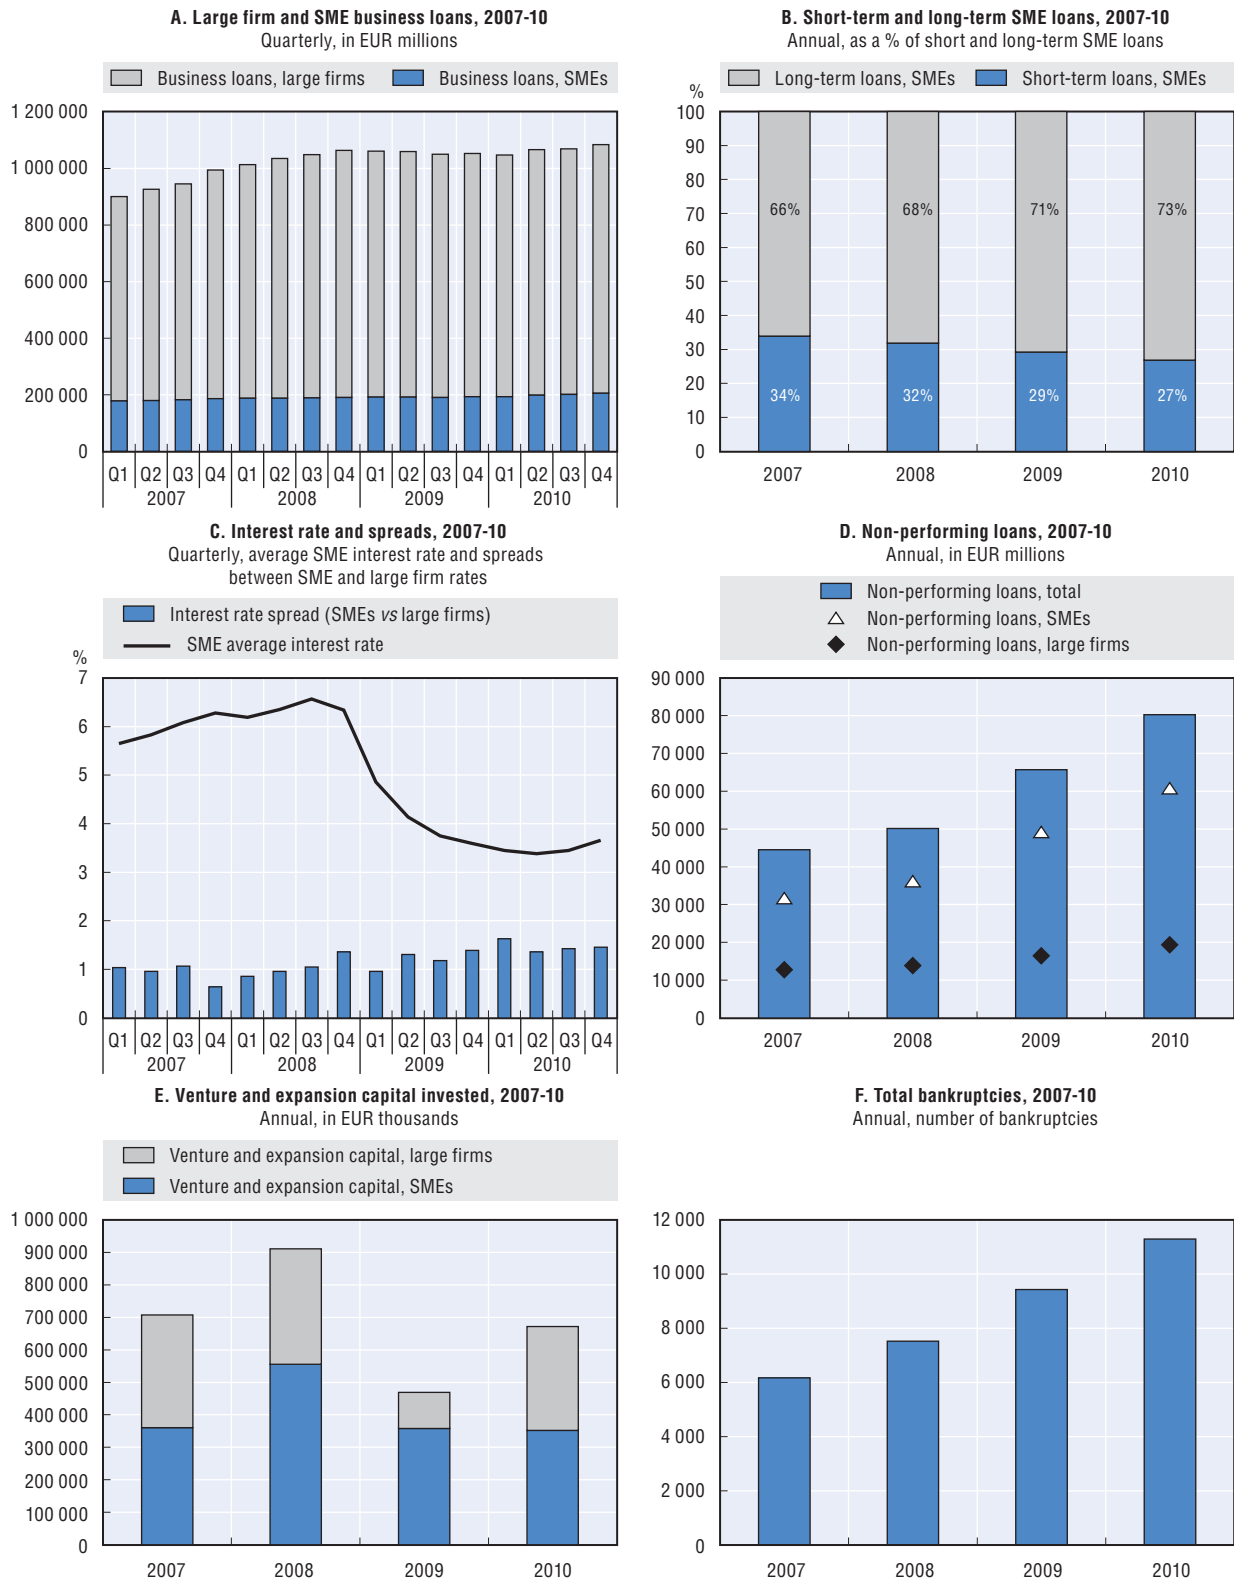 A. Large firm and SME business loans, 2007-10
Quarterly, in EUR millions
Business loans, large firms Business loans, SMEs
1 200 000
1 000 000
800 000
600 000
400 000
200 000
0
Q1 Q2 Q3 Q4 Q1 Q2 Q3 Q4 Q1 Q2 Q3 Q4 Q1 Q2 Q3 Q4
2007 2008 2009 2010
B. Short-term and long-term SME loans, 2007-10
Annual, as a % of short and long-term SME loans
Long-term loans, SMEs Short-term loans, SMEs
%
100
90
80
70
60
50
40
30
20
10
0
66% 68% 71% 73%
34% 32% 29% 27%
2007 2008 2009 2010
C. Interest rate and spreads, 2007-10
Quarterly, average SME interest rate and spreads
between SME and large firm rates
Interest rate spread (SMEs vs large firms)
SME average interest rate
%
7
6
5
4
3
2
1
0
Q1 Q2 Q3 Q4 Q1 Q2 Q3 Q4 Q1 Q2 Q3 Q4 Q1 Q2 Q3 Q4
2007 2008 2009 2010
D. Non-performing loans, 2007-10
Annual, in EUR millions
Non-performing loans, total
Non-performing loans, SMEs
Non-performing loans, large firms
90 000
80 000
70 000
60 000
50 000
40 000
30 000
20 000
10 000
0
2007 2008 2009 2010
E. Venture and expansion capital invested, 2007-10
Annual, in EUR thousands
Venture and expansion capital, large firms
Venture and expansion capital, SMEs
1 000 000
900 000
800 000
700 000
600 000
500 000
400 000
300 000
200 000
100 000
0
2007 2008 2009 2010
F. Total bankruptcies, 2007-10
Annual, number of bankruptcies
12 000
10 000
8 000
6 000
4 000
2 000
0
2007 2008 2009 2010